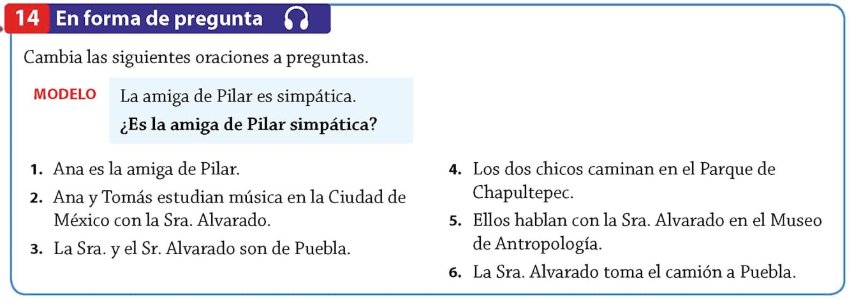 14 En forma de pregunta
Cambia las siguientes oraciones a preguntas.
MODELO La amiga de Pilar es simpática.
¿Es la amiga de Pilar simpática?
1. Ana es la amiga de Pilar.
2. Ana y Tomás estudian música en la Ciudad de
México con la Sra. Alvarado.
3. La Sra. y el Sr. Alvarado son de Puebla.
4. Los dos chicos caminan en el Parque de
Chapultepec.
5. Ellos hablan con la Sra. Alvarado en el Museo
de Antropología.
6. La Sra. Alvarado toma el camión a Puebla.